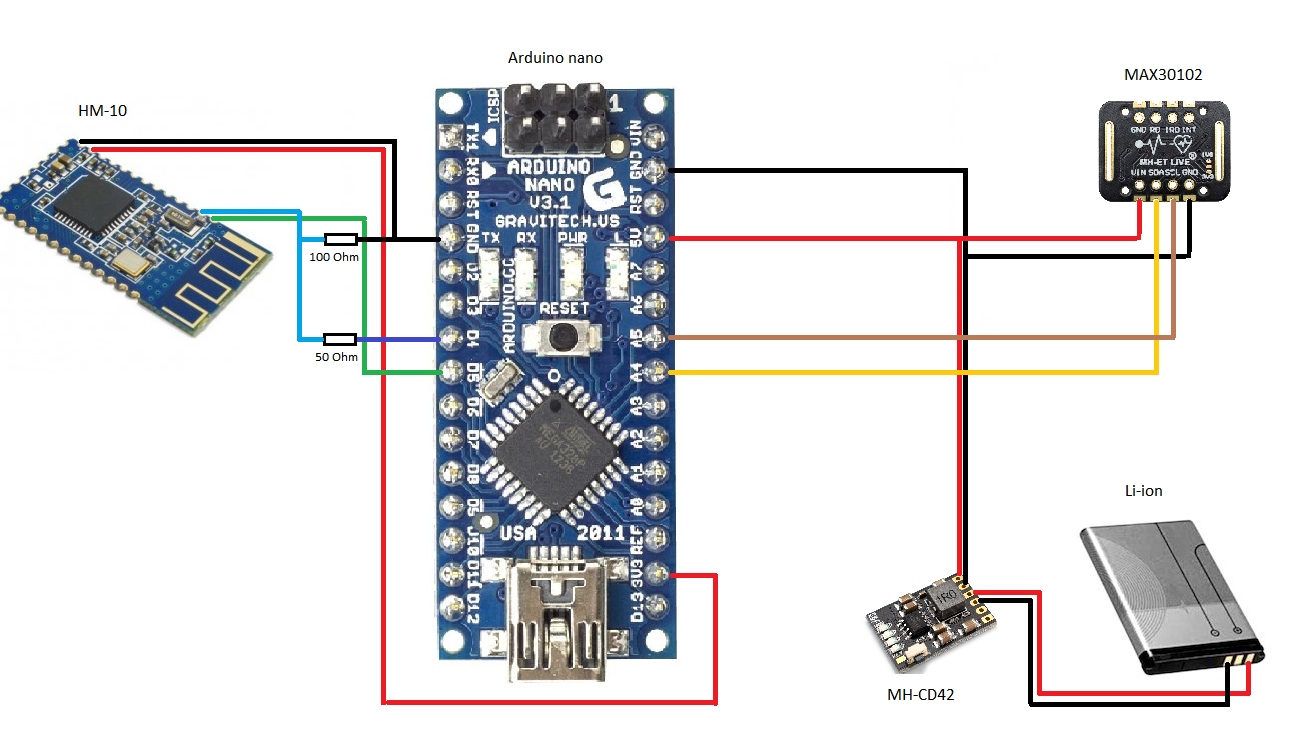 Arduino nano
MAX30102
HM-10
ICSP
1
TX1
RX0
RST
GND
D2
D3
D4
D5
D6
D7
D8
D9
D10
D11
D12
VIN
GND
RST
5V
A7
A6
A5
A4
A3
A2
A1
A0
REF
3V3
D13
ARDUINO
NANO
V3.1
GRAVITECH.US
TX RX PWR L
ARDUINO.CC
RESET
USA 2011
GND RD IRD INT
MH-ET LIVE
VIN SDA SCL GND
100 Ohm
50 Ohm
Li-ion
1R0
MH-CD42